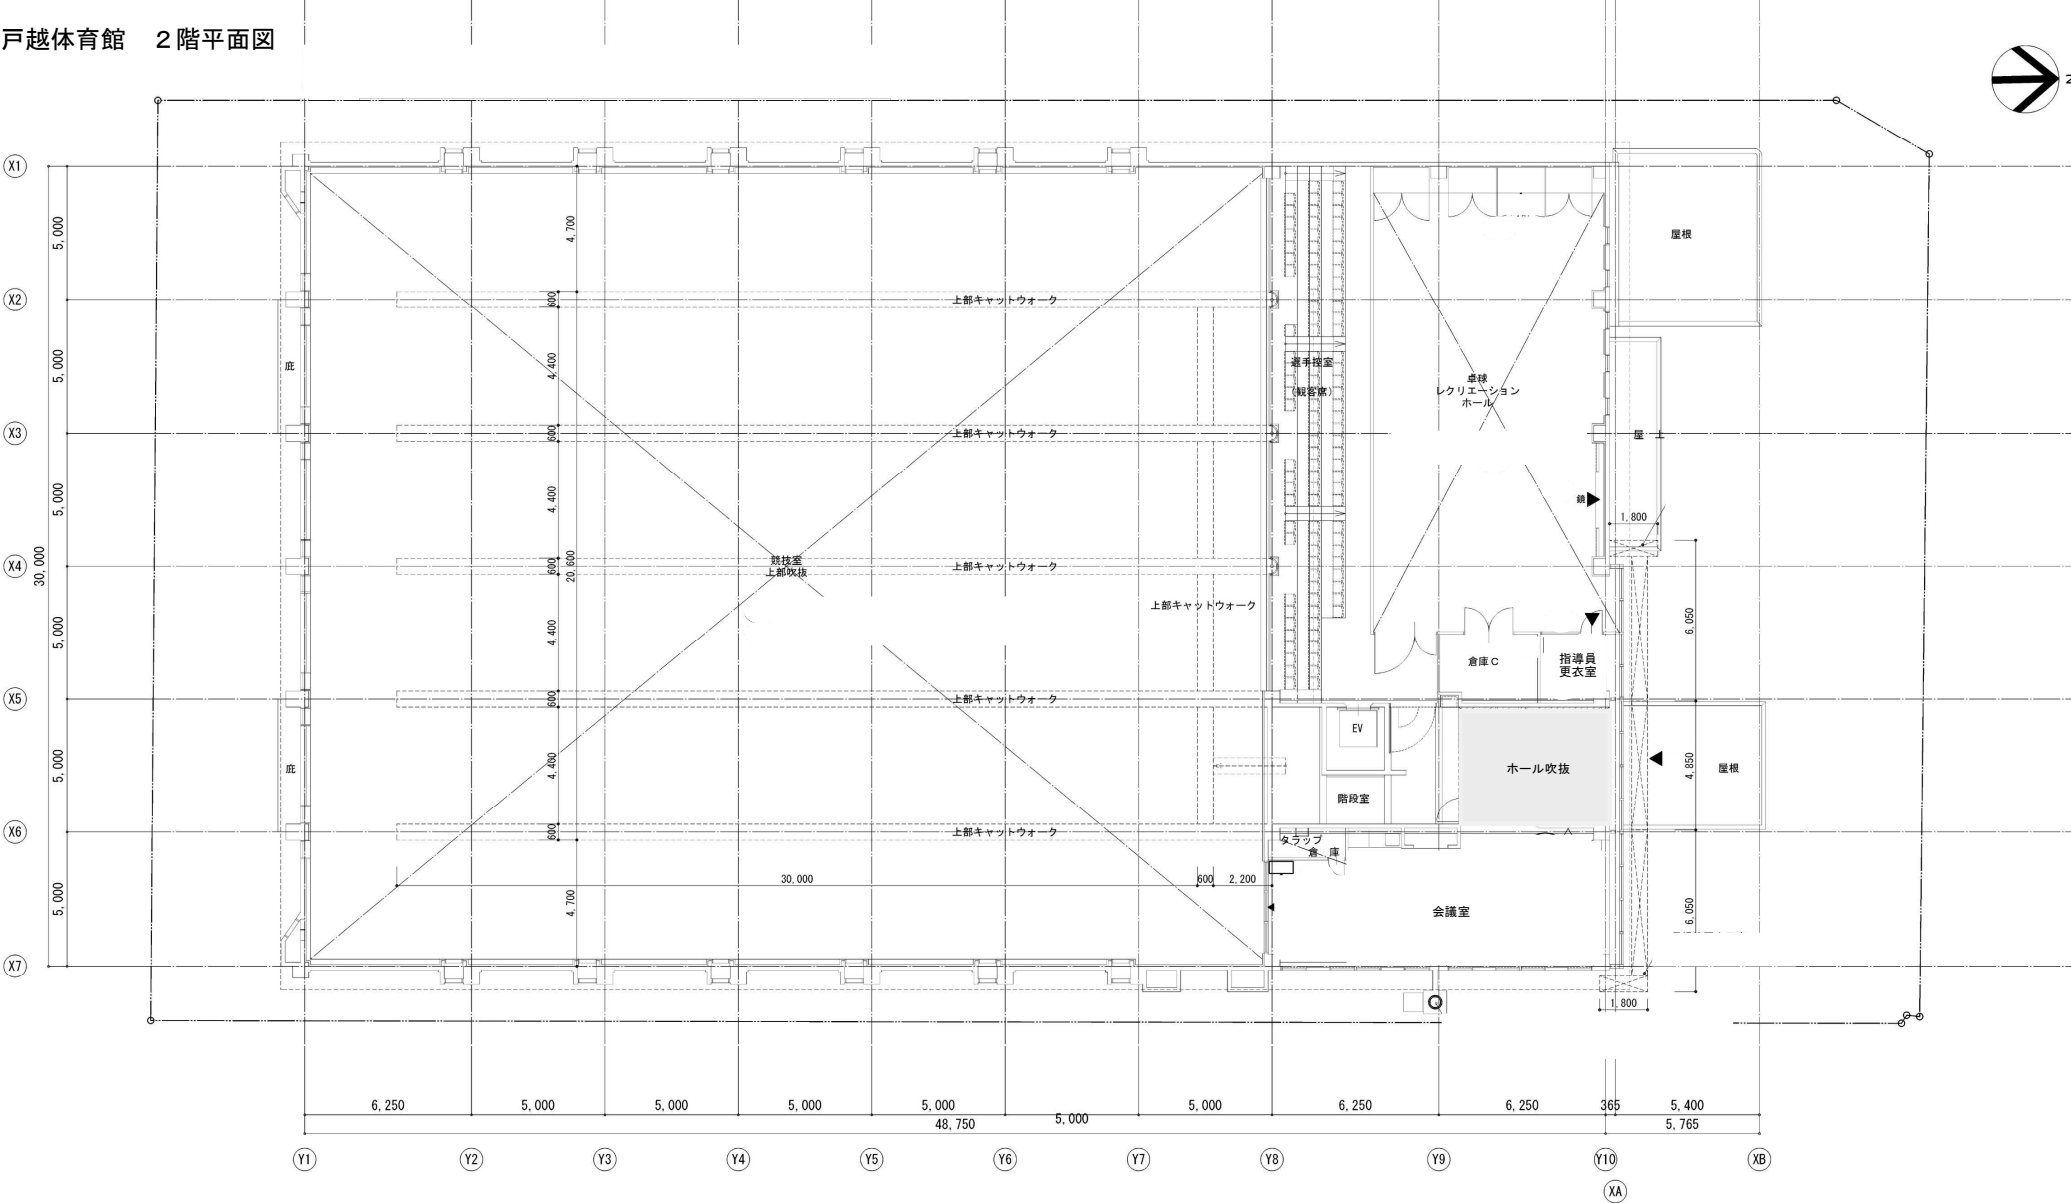 戸越体育館　２階平面図
X1
5,000
X2
5,000
X3
5,000
X4
30,000
5,000
X5
5,000
X6
5,000
X7
庇
庇
4,700
600
4,400
600
4,400
600
20,600
4,400
600
4,400
600
4,700
上部キャットウォーク
上部キャットウォーク
上部キャットウォーク
上部キャットウォーク
上部キャットウォーク
上部キャットウォーク
競技室
上部吹抜
30,000
600
2,200
選手控室
(観客席)
卓球
レクリエーション
ホール
鏡
倉庫C
指導員
更衣室
EV
階段室
ホール吹抜
タラップ
倉 庫
会議室
屋根
屋 上
屋根
1,800
6,050
4,850
6,050
1,800
6,250
5,000
5,000
5,000
5,000
5,000
5,000
6,250
6,250
365
5,400
48,750
5,765
Y1
Y2
Y3
Y4
Y5
Y6
Y7
Y8
Y9
Y10
XB
XA